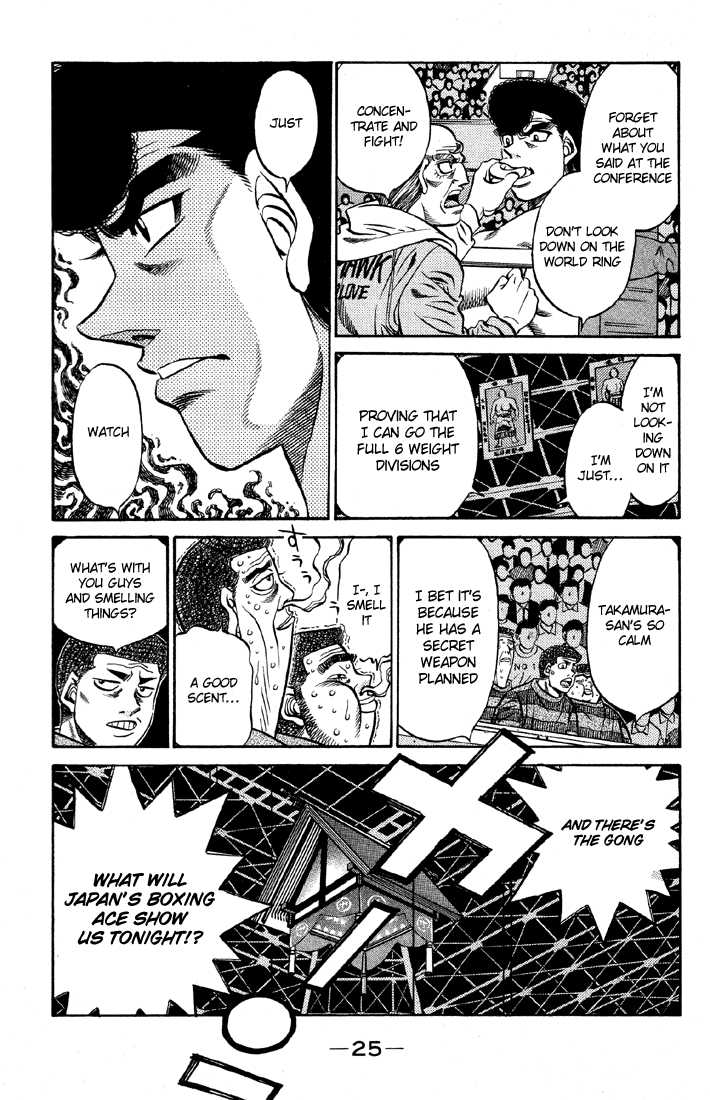 FORGET
ABOUT
WHAT YOU
SAID AT THE
CONFERENCE
DON'T LOOK
DOWN ON THE
WORLD RING
CONCEN-
TRATE AND
FIGHT!
HAWK
LOVE
I'M
NOT
LOOK-
ING
DOWN
ON IT
I'M
JUST...
PROVING THAT
I CAN GO THE
FULL 6 WEIGHT
DIVISIONS
JUST
WATCH
TAKAMURA-
SAN'S SO
CALM
I BET IT'S
BECAUSE
HE HAS A
SECRET
WEAPON
PLANNED
I-, I
SMELL
IT
A GOOD
SCENT...
WHAT'S WITH
YOU GUYS
AND SMELLING
THINGS?
AND THERE'S
THE GONG
カ
WHAT WILL
JAPAN'S BOXING
ACE SHOW
US TONIGHT!?
—25—